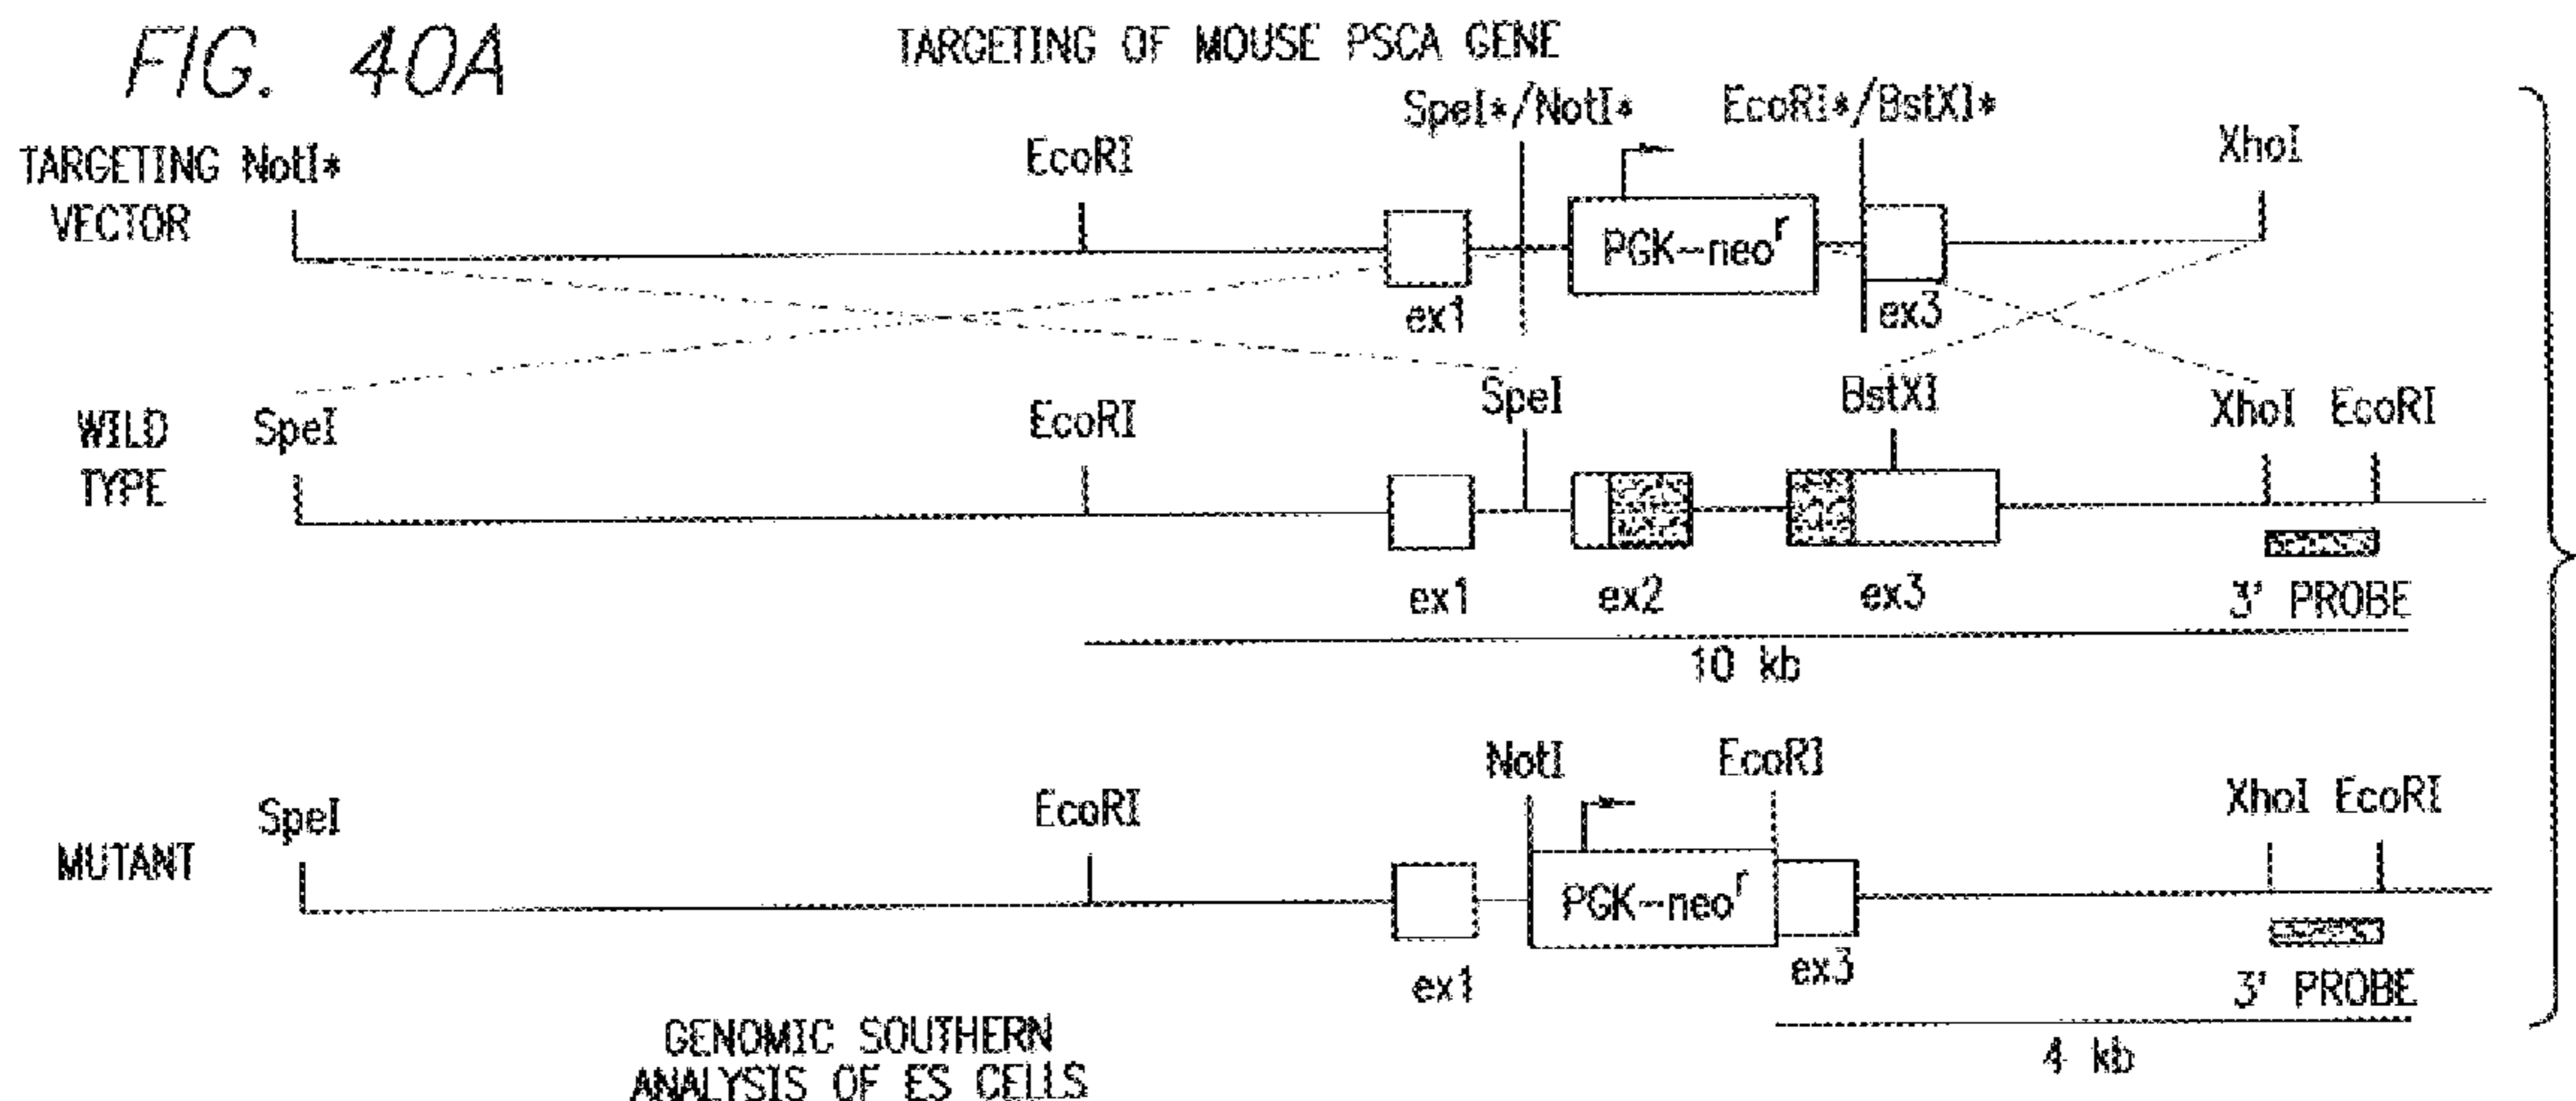 FIG. 40A
TARGETING OF MOUSE PSCA GENE
SpeI*/NotI*
EcoRI*/BstXI*
TARGETING
VECTOR
NotI*
EcoRI
XhoI
PGK-neoʳ
ex1
ex3
WILD
TYPE
SpeI
EcoRI
SpeI
BstXI
XhoI
EcoRI
ex1
ex2
ex3
3' PROBE
10 kb
MUTANT
SpeI
EcoRI
NotI
EcoRI
XhoI
EcoRI
PGK-neoʳ
ex1
ex3
3' PROBE
4 kb
GENOMIC SOUTHERN
ANALYSIS OF ES CELLS